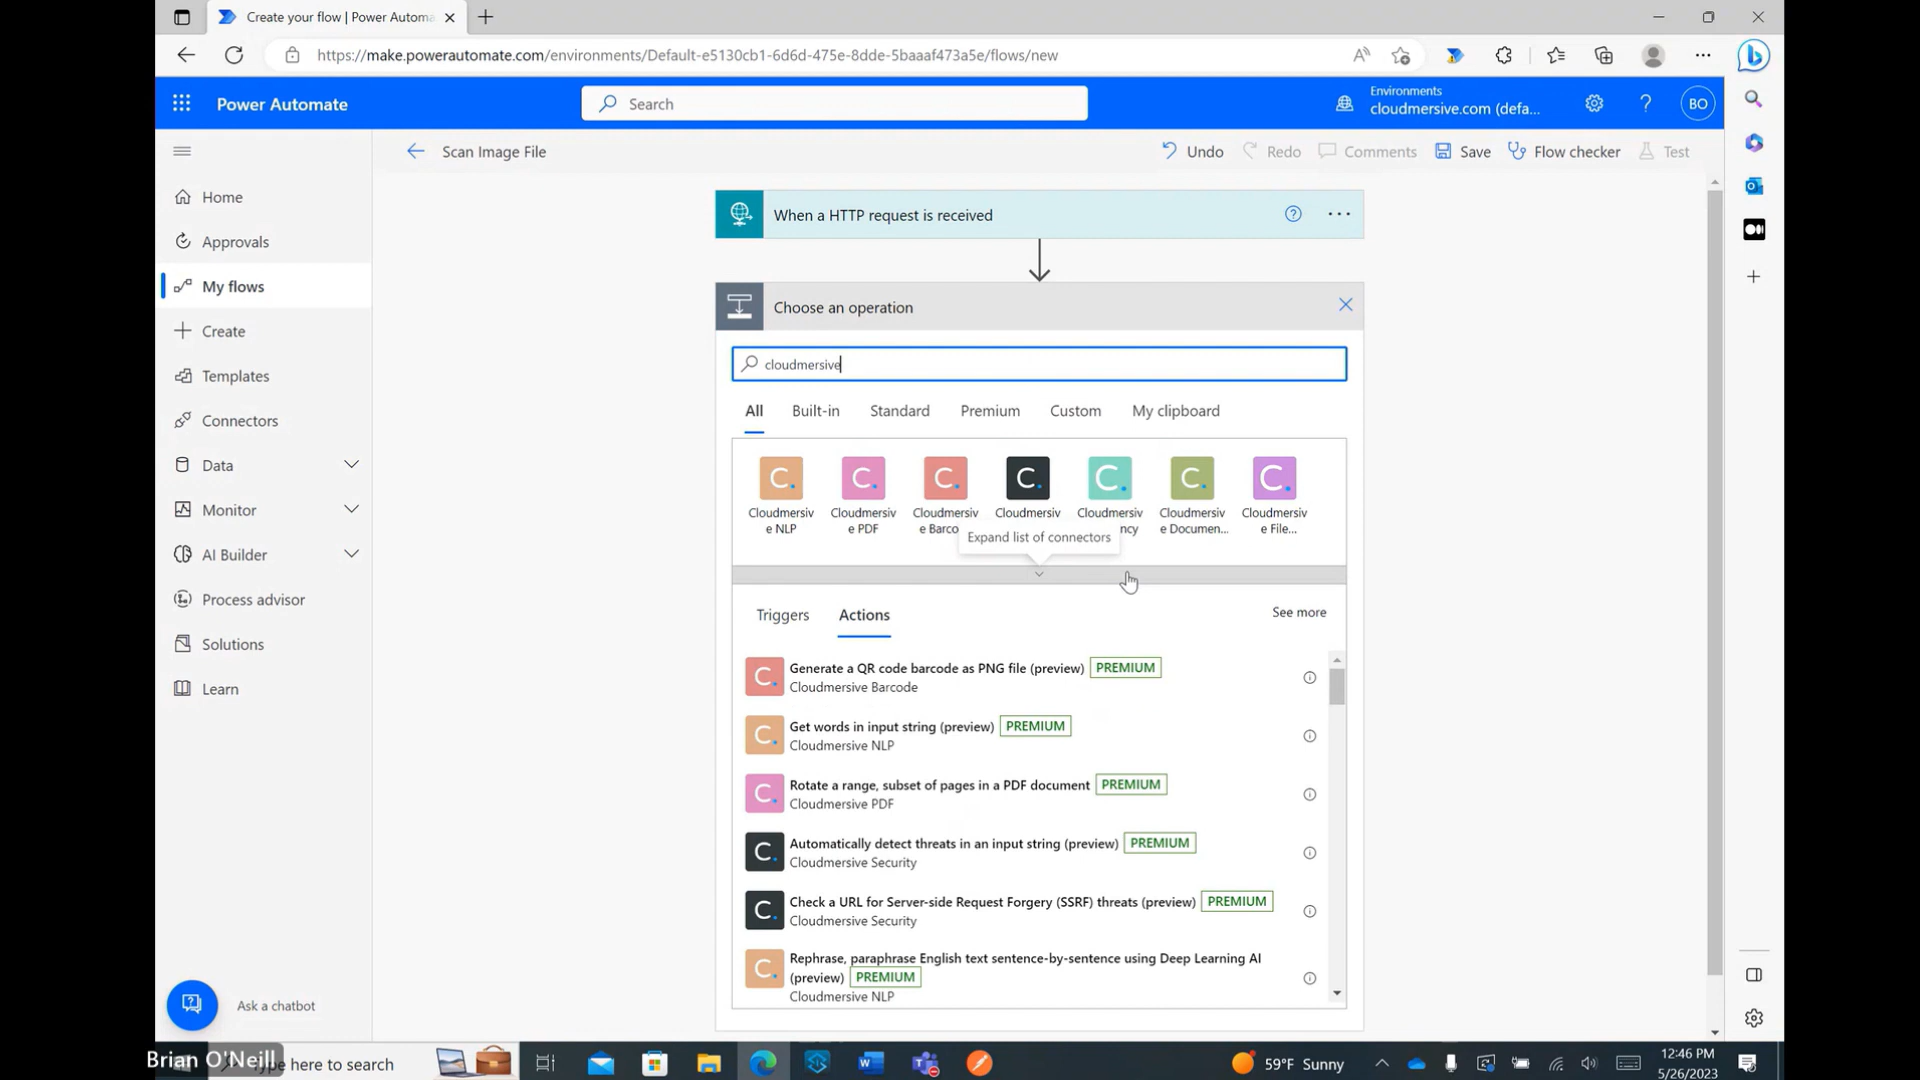 Create your flow | Power Automa
https://make.powerautomate.com/environments/Default-e5130cb1-6d6d-475e-8dde-5baaaf473a5e/flows/new
Power Automate
Search
Environments
cloudmersive.com (defa...
BO
Scan Image File
Undo
Redo
Comments
Save
Flow checker
Test
Home
Approvals
My flows
Create
Templates
Connectors
Data
Monitor
AI Builder
Process advisor
Solutions
Learn
Ask a chatbot
When a HTTP request is received
Choose an operation
cloudmersive
All Built-in Standard Premium Custom My clipboard
C. C. C. C. C. C. C.
Cloudmersiv Cloudmersiv Cloudmersiv Cloudmersiv Cloudmersiv Cloudmersiv Cloudmersiv
e NLP e PDF e Barco ncy e Documen... e File...
Expand list of connectors
Triggers Actions See more
C. Generate a QR code barcode as PNG file (preview) PREMIUM
Cloudmersive Barcode
C. Get words in input string (preview) PREMIUM
Cloudmersive NLP
C. Rotate a range, subset of pages in a PDF document PREMIUM
Cloudmersive PDF
C. Automatically detect threats in an input string (preview) PREMIUM
Cloudmersive Security
C. Check a URL for Server-side Request Forgery (SSRF) threats (preview) PREMIUM
Cloudmersive Security
C. Rephrase, paraphrase English text sentence-by-sentence using Deep Learning AI
(preview) PREMIUM
Cloudmersive NLP
Brian O'Neill
here to search
59°F Sunny
12:46 PM
5/26/2023